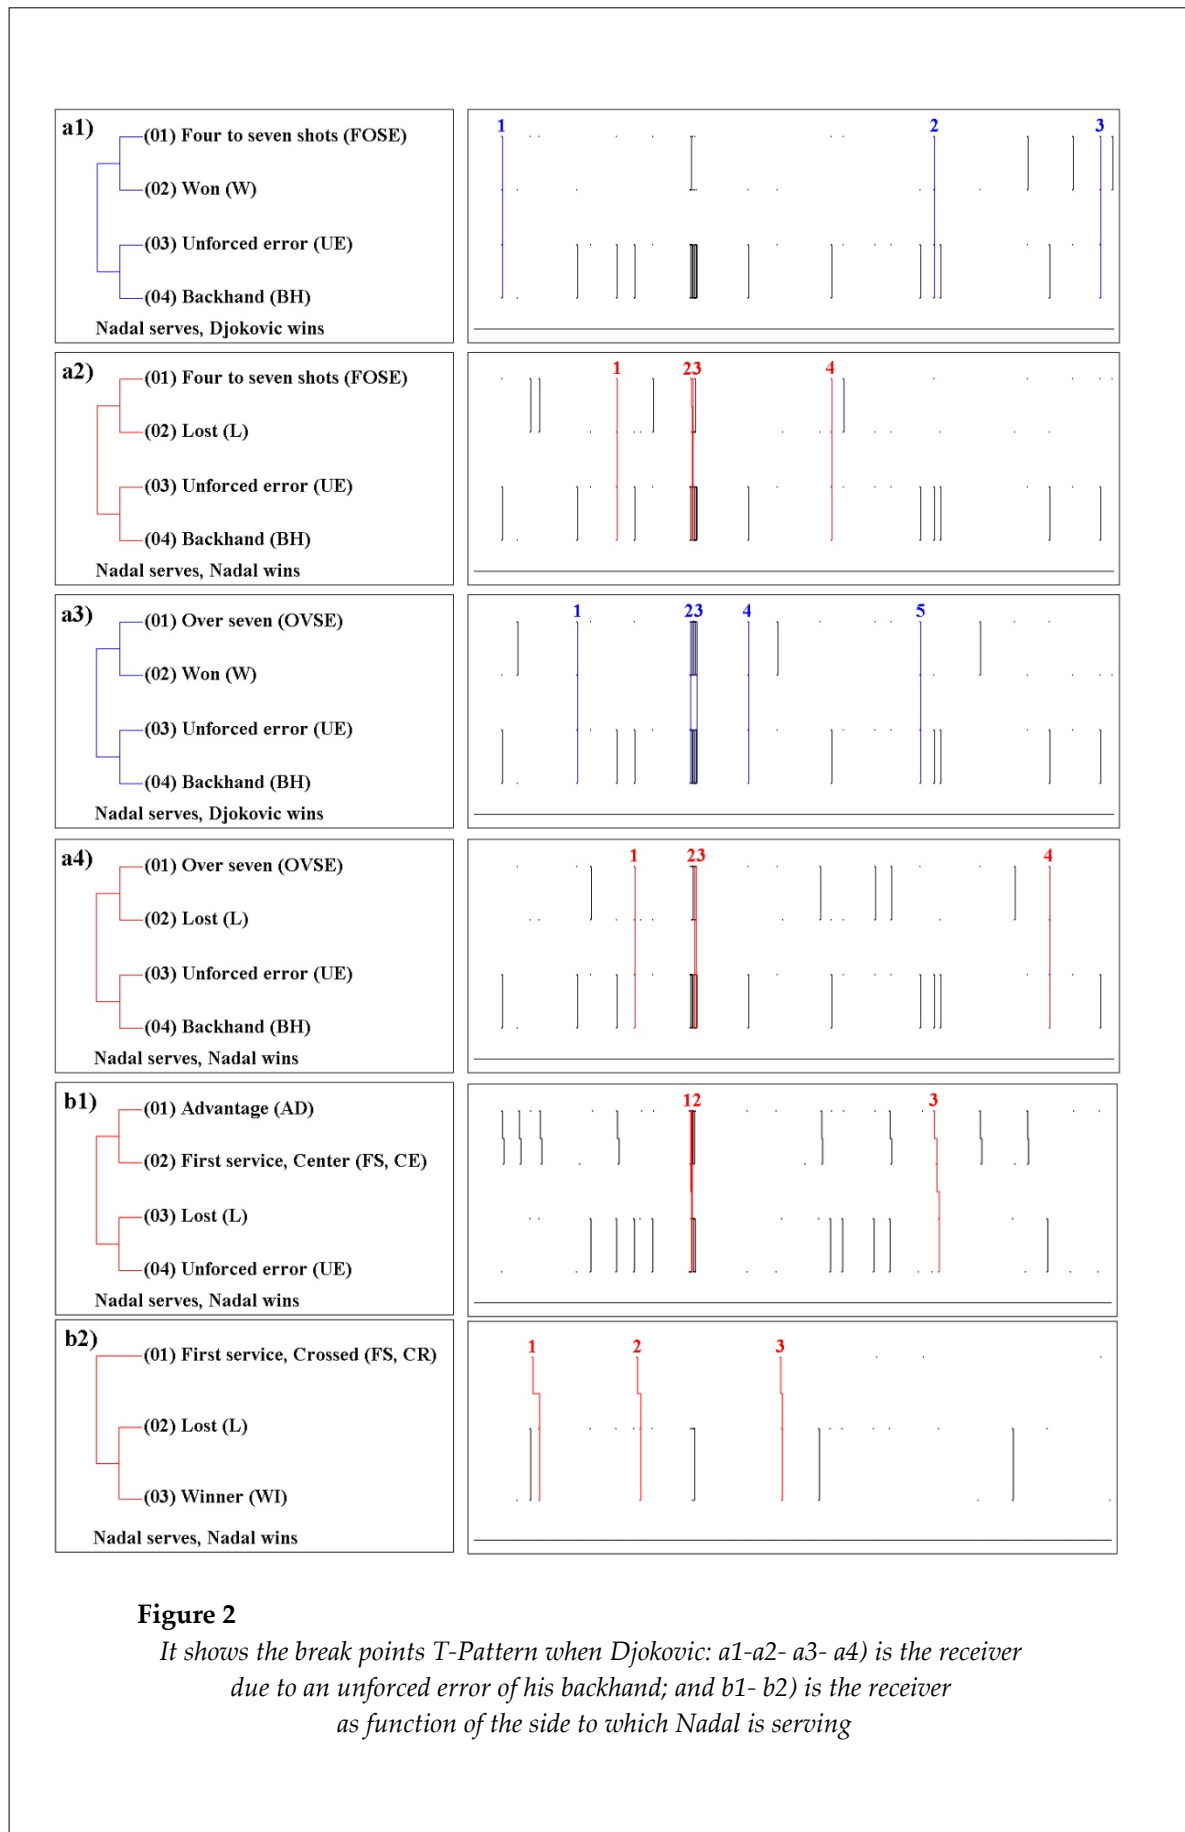 a1)
1 2 3
(01) Four to seven shots (FOSE)
(02) Won (W)
(03) Unforced error (UE)
(04) Backhand (BH)
Nadal serves, Djokovic wins
a2)
1 23 4
(01) Four to seven shots (FOSE)
(02) Lost (L)
(03) Unforced error (UE)
(04) Backhand (BH)
Nadal serves, Nadal wins
a3)
1 23 4 5
(01) Over seven (OVSE)
(02) Won (W)
(03) Unforced error (UE)
(04) Backhand (BH)
Nadal serves, Djokovic wins
a4)
1 23 4
(01) Over seven (OVSE)
(02) Lost (L)
(03) Unforced error (UE)
(04) Backhand (BH)
Nadal serves, Nadal wins
b1)
12 3
(01) Advantage (AD)
(02) First service, Center (FS, CE)
(03) Lost (L)
(04) Unforced error (UE)
Nadal serves, Nadal wins
b2)
1 2 3
(01) First service, Crossed (FS, CR)
(02) Lost (L)
(03) Winner (WI)
Nadal serves, Nadal wins
Figure 2
It shows the break points T-Pattern when Djokovic: a1-a2- a3- a4) is the receiver
due to an unforced error of his backhand; and b1- b2) is the receiver
as function of the side to which Nadal is serving